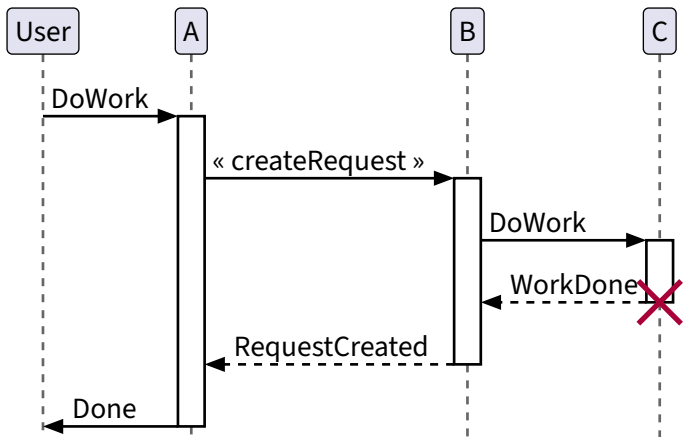 User
A
B
C
DoWork
« createRequest »
DoWork
WorkDone
RequestCreated
Done